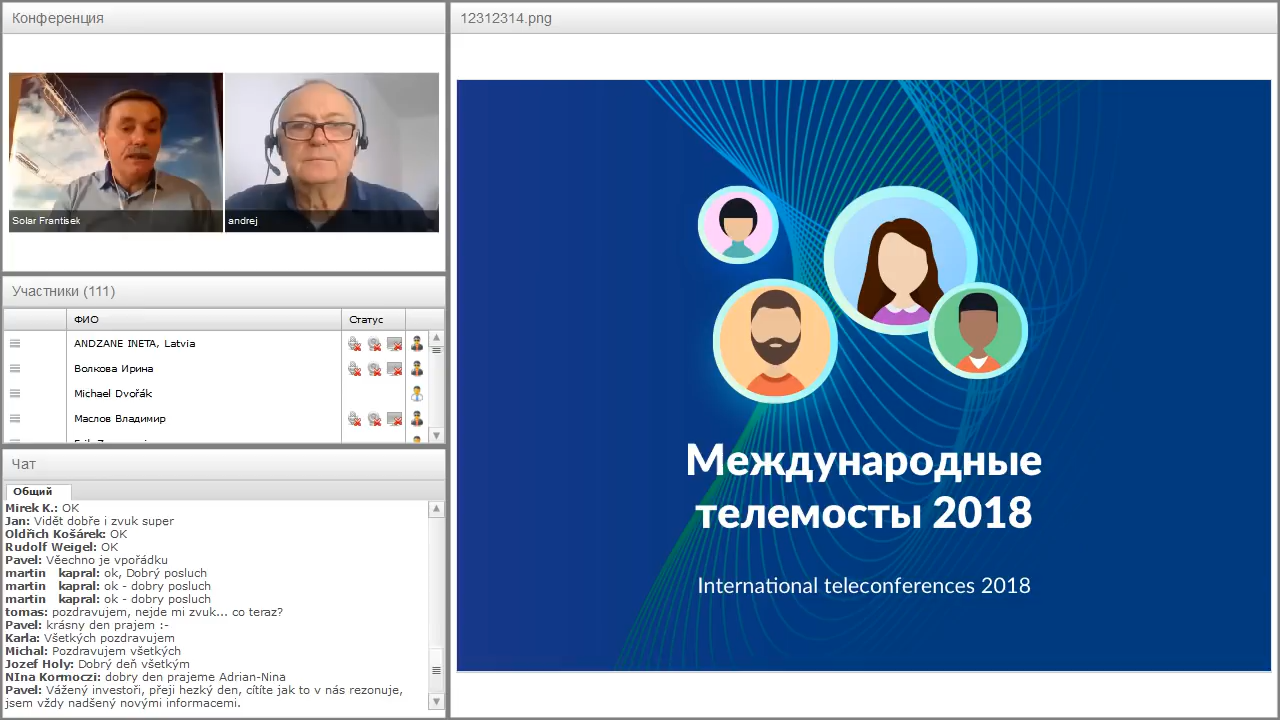 Конференция
Solar Frantisek
andrej
Участники (111)
ФИО
Статус
ANDZANE INETA, Latvia
Волкова Ирина
Michael Dvořák
Маслов Владимир
Чат
Общий
Mirek K.: OK
Jan: Vidět dobře i zvuk super
Oldřich Košárek: OK
Rudolf Weigel: OK
Pavel: Věechno je vpořádku
martin kapral: ok, Dobrý posluch
martin kapral: ok - dobry posluch
martin kapral: ok - dobry posluch
tomas: pozdravujem, nejde mi zvuk... co teraz?
Pavel: krásny den prajem :-
Karla: Všetkých pozdravujem
Michal: Pozdravujem všetkých
Jozef Holy: Dobrý deň všetkým
NIna Kormoczi: dobry den prajeme Adrian-Nina
Pavel: Vážený investoři, přeji hezký den, cítíte jak to v nás rezonuje,
jsem vždy nadšený novými informacemi.
12312314.png
Международные
телемосты 2018
International teleconferences 2018